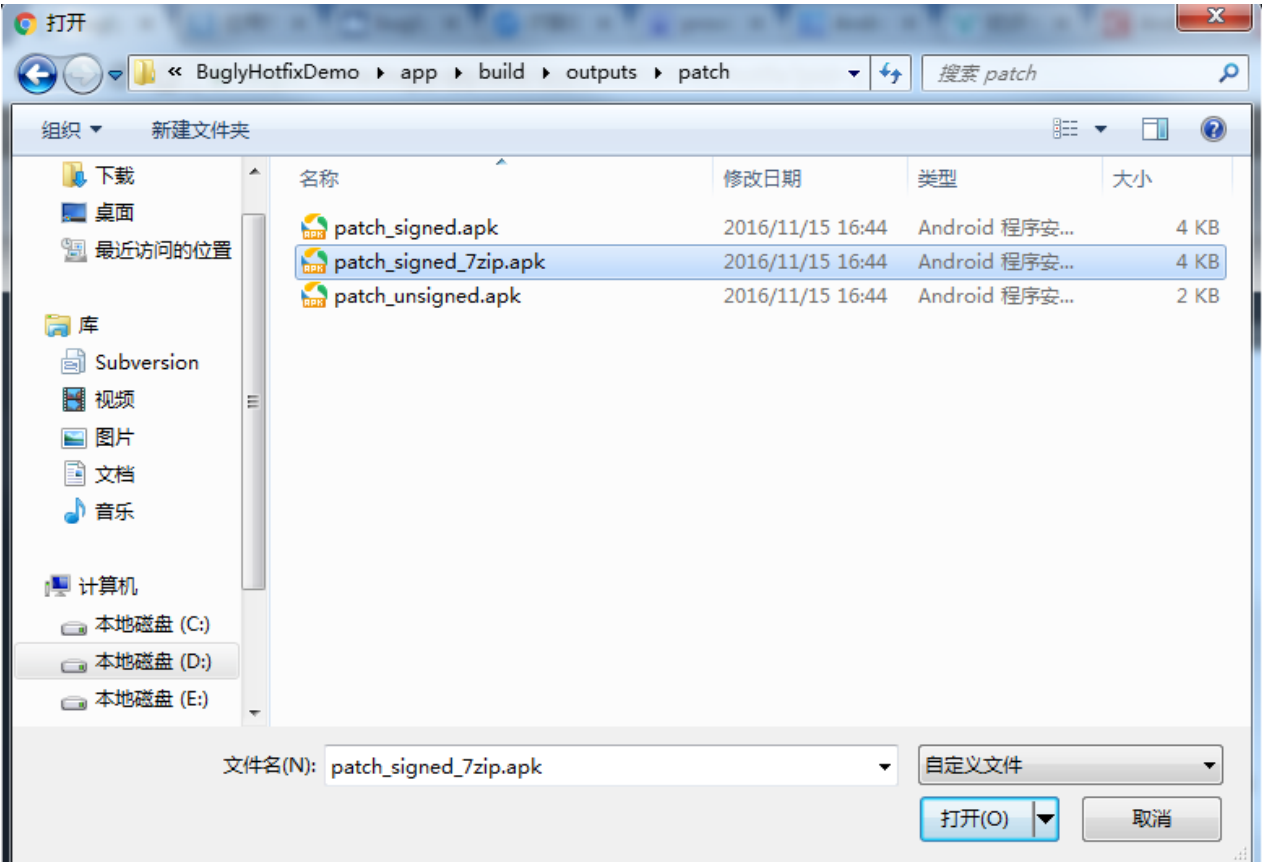 打开
« BuglyHotfixDemo ▸ app ▸ build ▸ outputs ▸ patch
搜索 patch
组织 新建文件夹
名称 修改日期 类型 大小
patch_signed.apk 2016/11/15 16:44 Android 程序安... 4 KB
patch_signed_7zip.apk 2016/11/15 16:44 Android 程序安... 4 KB
patch_unsigned.apk 2016/11/15 16:44 Android 程序安... 2 KB
下载
桌面
最近访问的位置
库
Subversion
视频
图片
文档
音乐
计算机
本地磁盘 (C:)
本地磁盘 (D:)
本地磁盘 (E:)
文件名(N): patch_signed_7zip.apk
自定义文件
打开(O) 取消